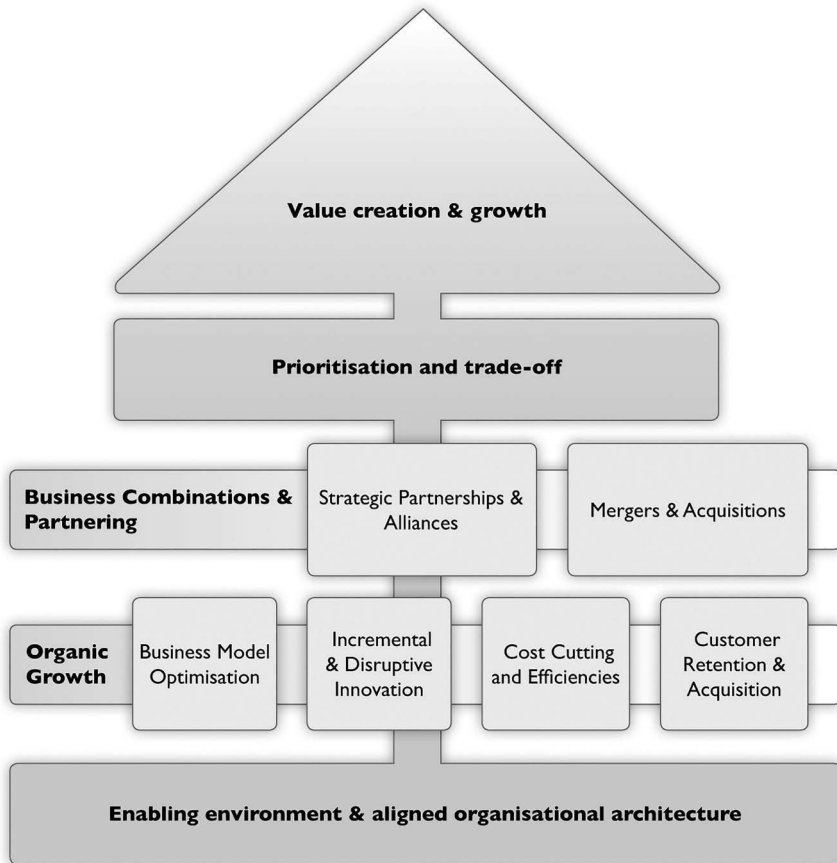 Value creation & growth
Prioritisation and trade-off
Business Combinations &
Partnering
Strategic Partnerships &
Alliances
Mergers & Acquisitions
Organic
Growth
Business Model
Optimisation
Incremental
& Disruptive
Innovation
Cost Cutting
and Efficiencies
Customer
Retention &
Acquisition
Enabling environment & aligned organisational architecture